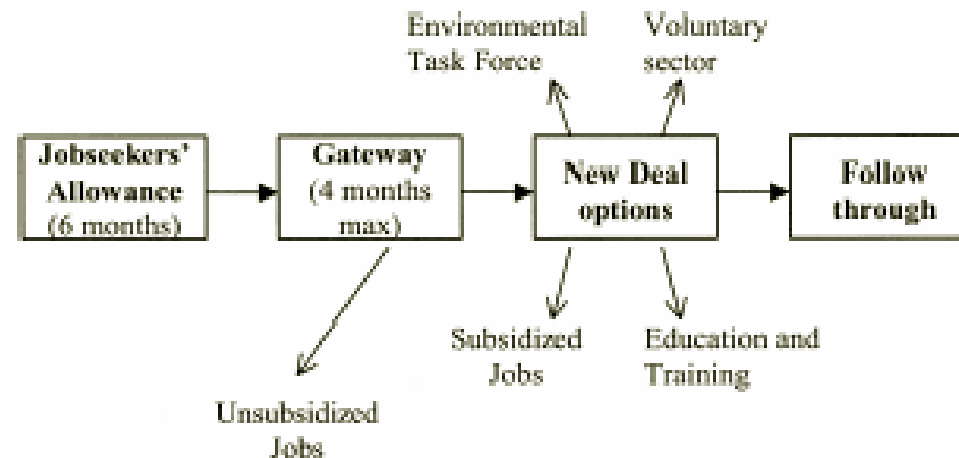 Environmental
Task Force
Voluntary
sector
Jobseekers'
Allowance
(6 months)
Gateway
(4 months
max)
New Deal
options
Follow
through
Subsidized
Jobs
Education and
Training
Unsubsidized
Jobs